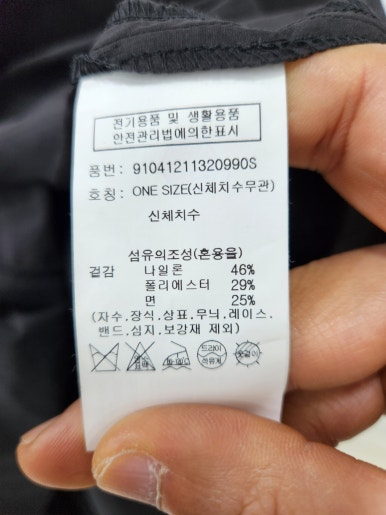 전기용품 및 생활용품
안전관리법에의한표시
품번 : 91041211320990S
호칭 : ONE SIZE(신체치수무관)
신체치수
섬유의조성(혼용율)
겉감 나일론 46%
폴리에스터 29%
면 25%
(자수.장식.상표.무늬.레이스.
밴드.심지.보강재 제외)
드라이